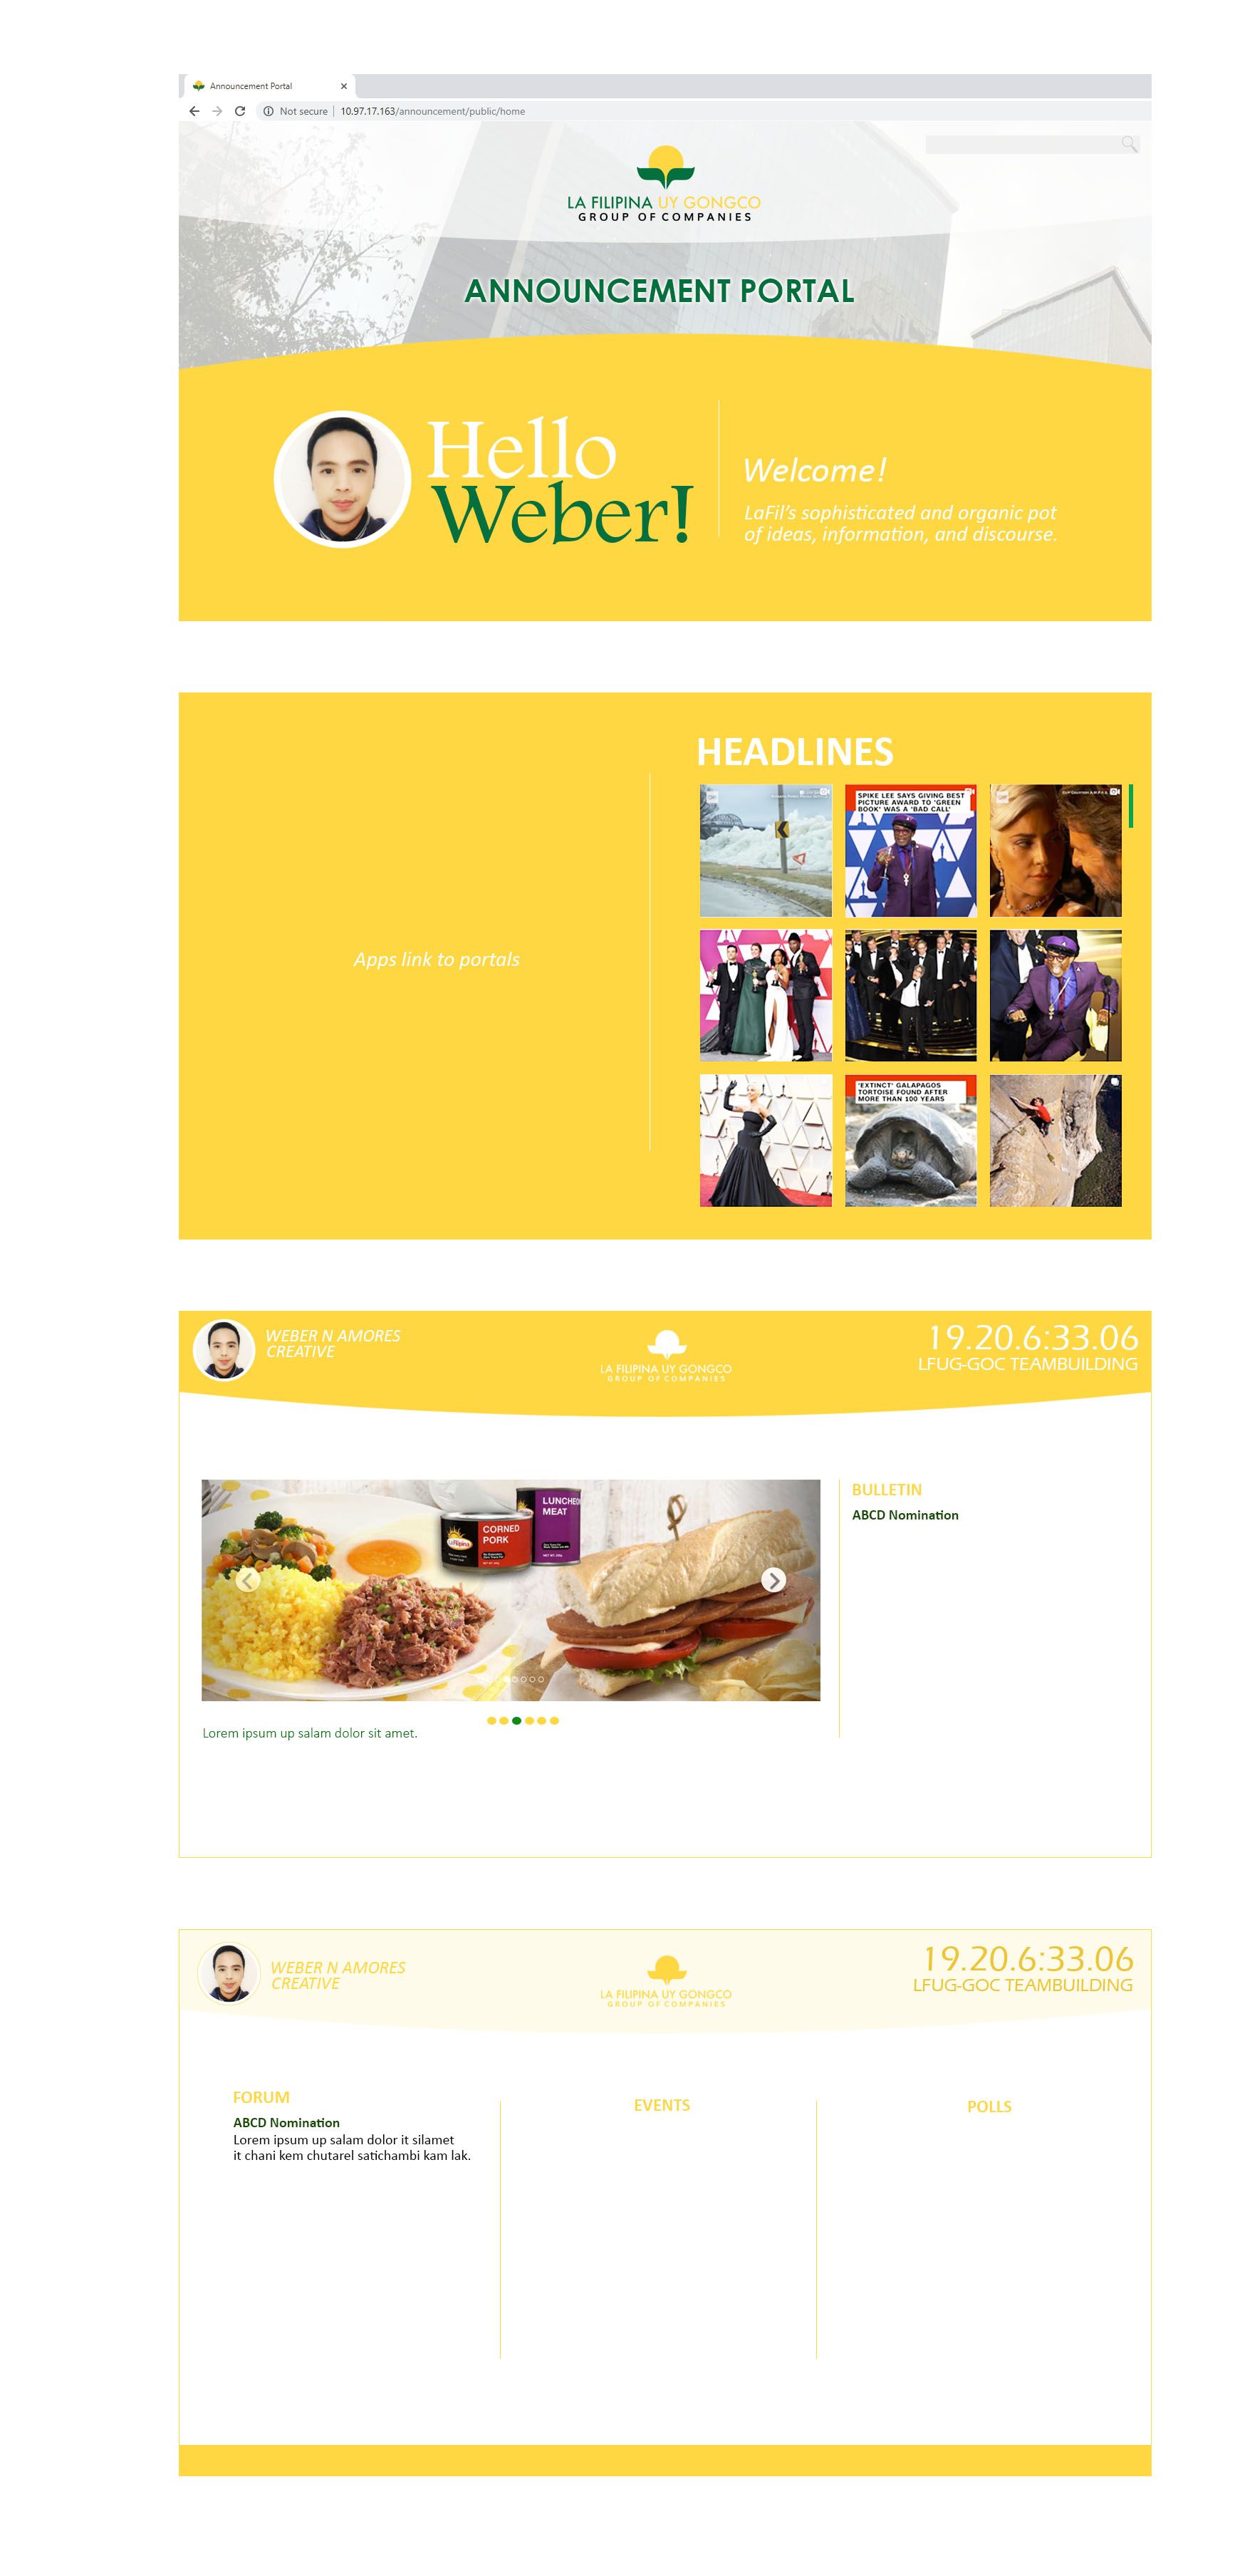 Announcement Portal
Not secure | 10.97.17.163/announcement/public/home
LA FILIPINA UY GONGCO
GROUP OF COMPANIES
ANNOUNCEMENT PORTAL
Hello
Weber!
Welcome!
LaFil's sophisticated and organic pot
of ideas, information, and discourse.
Apps link to portals
HEADLINES
SPIKE LEE SAYS GIVING BEST
PICTURE AWARD TO 'GREEN
BOOK' WAS A 'BAD CALL'
'EXTINCT' GALAPAGOS
TORTOISE FOUND AFTER
MORE THAN 100 YEARS
WEBER N AMORES
CREATIVE
LA FILIPINA UY GONGCO
GROUP OF COMPANIES
19.20.6:33.06
LFUG-GOC TEAMBUILDING
LUNCHEON
MEAT
CORNED
PORK
LaFilipina
BULLETIN
ABCD Nomination
Lorem ipsum up salam dolor sit amet.
WEBER N AMORES
CREATIVE
LA FILIPINA UY GONGCO
GROUP OF COMPANIES
19.20.6:33.06
LFUG-GOC TEAMBUILDING
FORUM
ABCD Nomination
Lorem ipsum up salam dolor it silamet
it chani kem chutarel satichambi kam lak.
EVENTS
POLLS